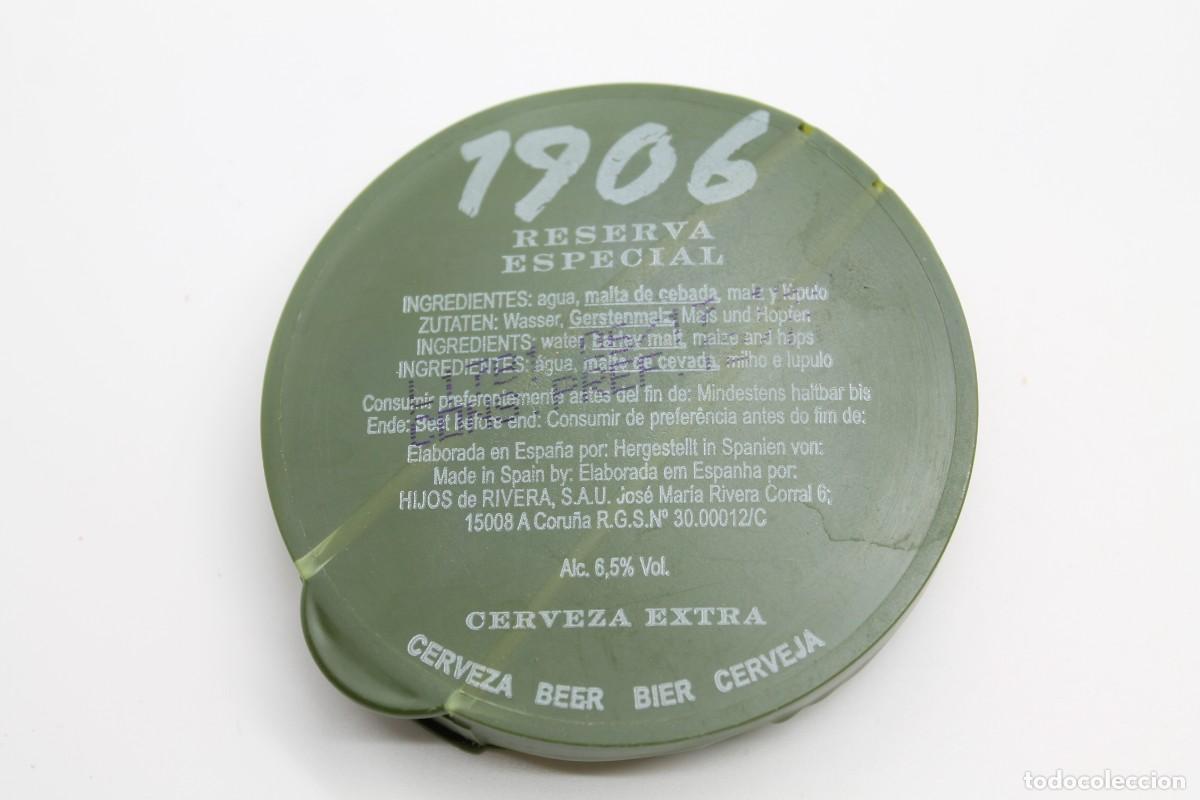 1906
RESERVA
ESPECIAL
INGREDIENTES: agua, malta de cebada, maíz y lúpulo
ZUTATEN: Wasser, Gerstenmalz, Mais und Hopfen
INGREDIENTS: water, barley malt, maize and hops
INGREDIENTES: água, malte de cevada, milho e lupulo
Consumir preferentemente antes del fin de: Mindestens haltbar bis
Ende: Best before end: Consumir de preferência antes do fim de:
Elaborada en España por: Hergestellt in Spanien von:
Made in Spain by: Elaborada em Espanha por:
HIJOS de RIVERA, S.A.U. José María Rivera Corral 6;
15008 A Coruña R.G.S.Nº 30.00012/C
Alc. 6,5% Vol.
CERVEZA EXTRA
CERVEZA BEER BIER CERVEJA
CONS. PREF.
todocoleccion